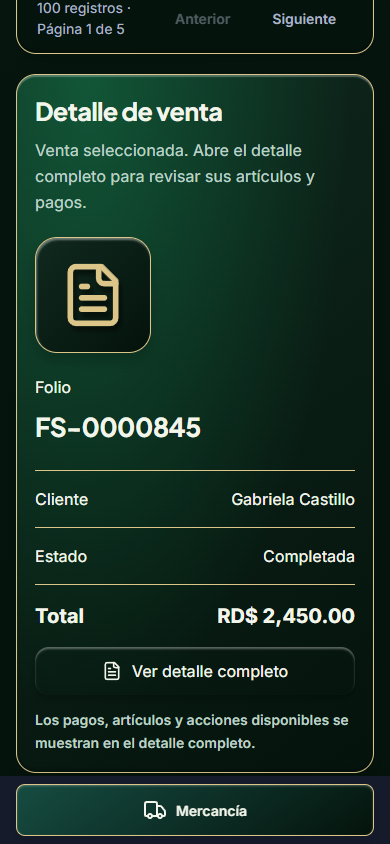 100 registros ·
Página 1 de 5
Anterior
Siguiente
Detalle de venta
Venta seleccionada. Abre el detalle
completo para revisar sus artículos y
pagos.
Folio
FS-0000845
Cliente
Gabriela Castillo
Estado
Completada
Total
RD$ 2,450.00
Ver detalle completo
Los pagos, artículos y acciones disponibles se
muestran en el detalle completo.
Mercancía